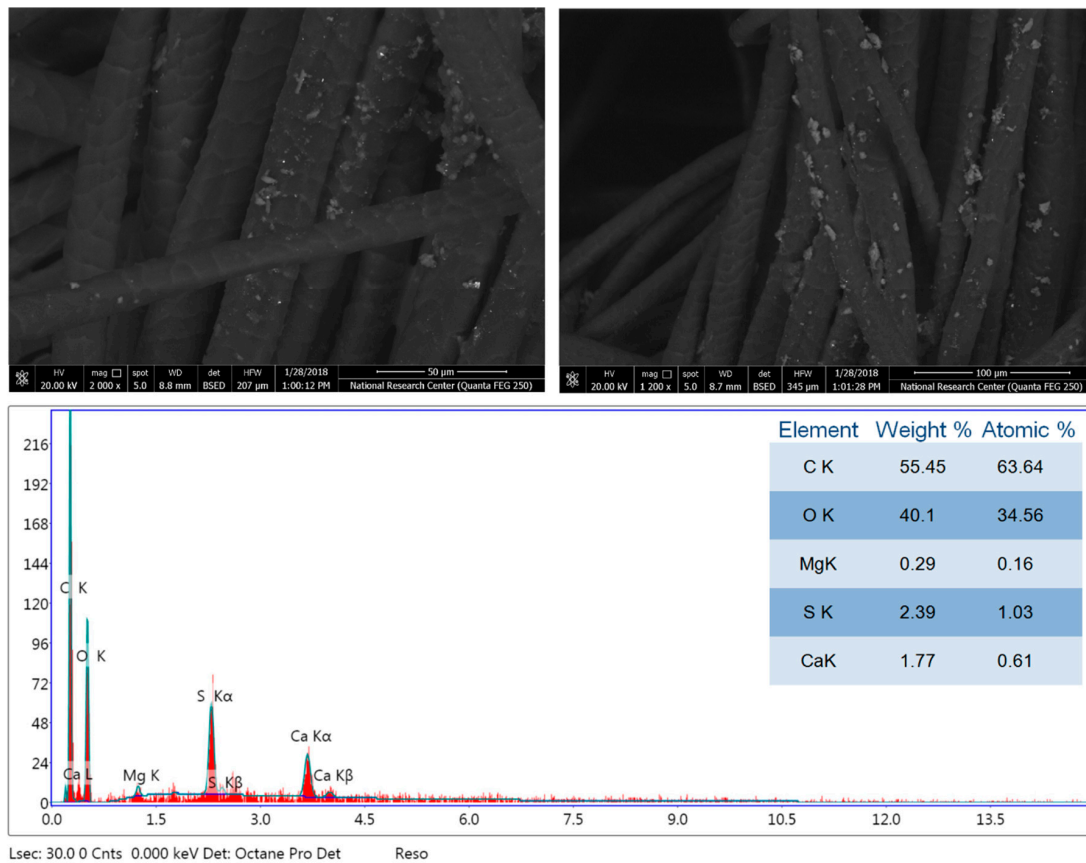 HV mag spot WD det HFW 1/28/2018 50 µm
20.00 kV 2 000 x 5.0 8.8 mm BSED 207 µm 1:00:12 PM National Research Center (Quanta FEG 250)
HV mag spot WD det HFW 1/28/2018 100 µm
20.00 kV 1 200 x 5.0 8.7 mm BSED 345 µm 1:01:28 PM National Research Center (Quanta FEG 250)
Element Weight % Atomic %
C K 55.45 63.64
O K 40.1 34.56
MgK 0.29 0.16
S K 2.39 1.03
CaK 1.77 0.61
216
192
168
144
120
96
72
48
24
0
C K
O K
Ca L
Mg K
S Kα
S Kβ
Ca Kα
Ca Kβ
0.0 1.5 3.0 4.5 6.0 7.5 9.0 10.5 12.0 13.5
Lsec: 30.0 0 Cnts 0.000 keV Det: Octane Pro Det Reso